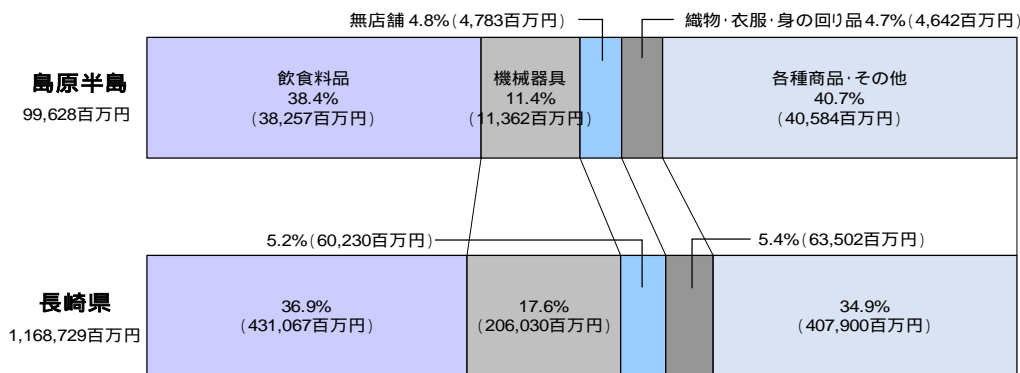 無店舗 4.8%(4,783百万円)
織物・衣服・身の回り品 4.7%(4,642百万円)
島原半島
99,628百万円
飲食料品
38.4%
(38,257百万円)
機械器具
11.4%
(11,362百万円)
各種商品・その他
40.7%
(40,584百万円)
5.2%(60,230百万円)
5.4%(63,502百万円)
長崎県
1,168,729百万円
36.9%
(431,067百万円)
17.6%
(206,030百万円)
34.9%
(407,900百万円)